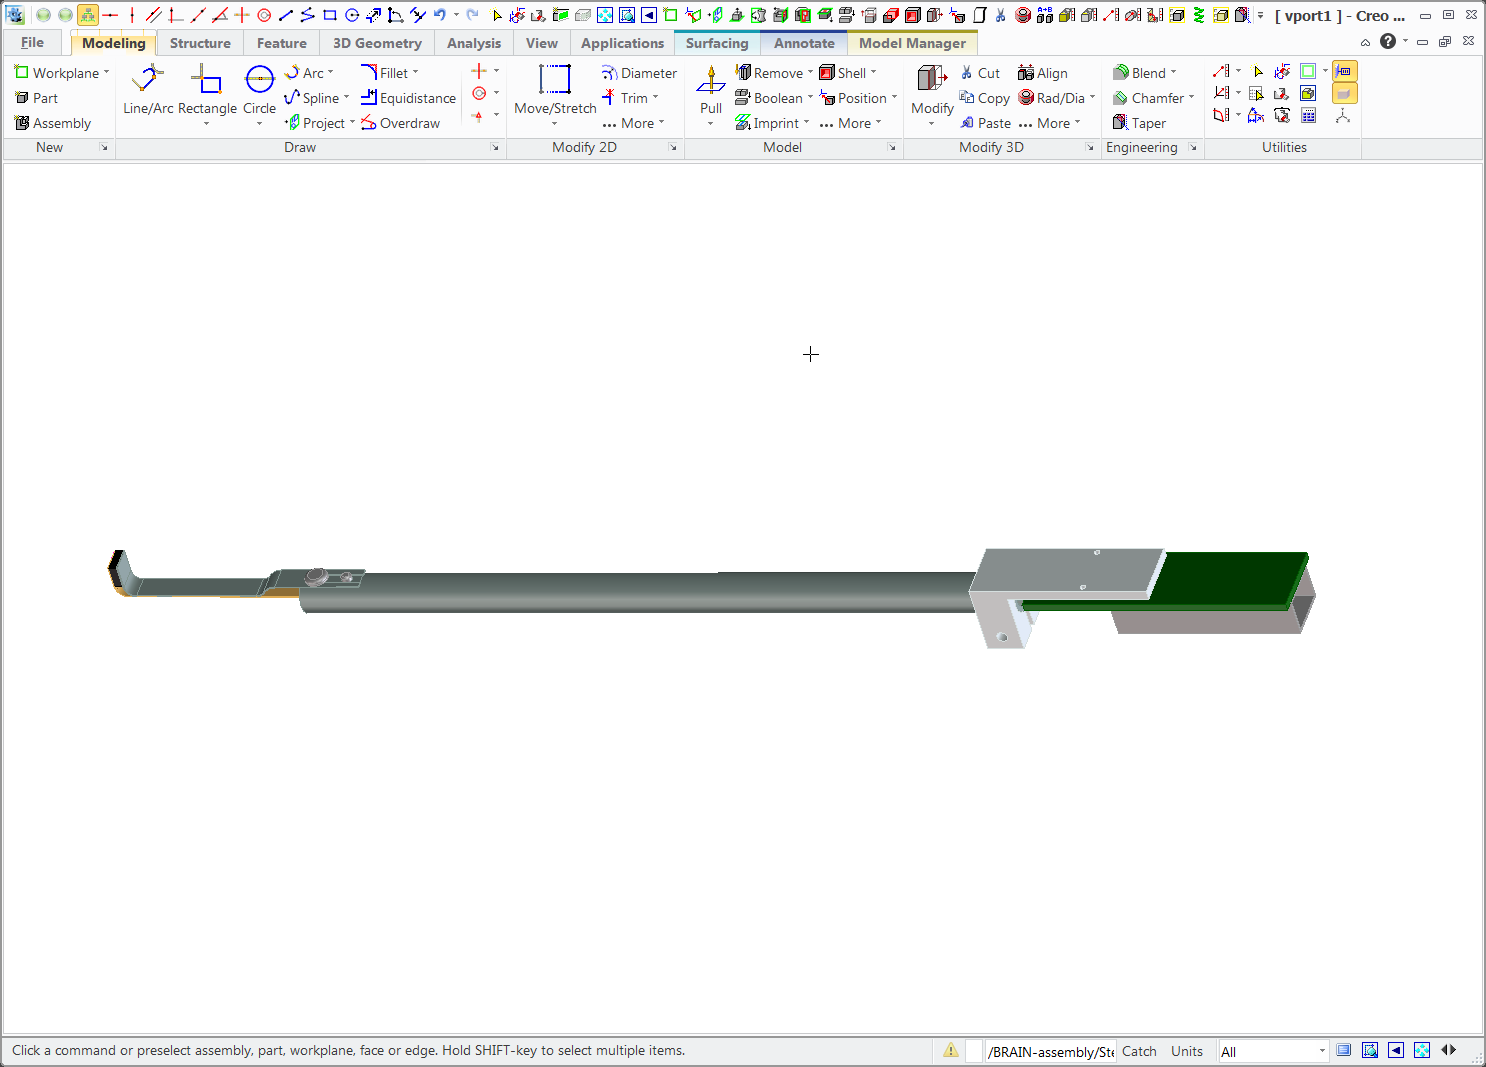 [ vport1 ] - Creo ...
File Modeling Structure Feature 3D Geometry Analysis View Applications Surfacing Annotate Model Manager
Workplane Arc Fillet Diameter Remove Shell Cut Align Blend
Part Line/Arc Rectangle Circle Spline Equidistance Move/Stretch Trim Pull Boolean Position Modify Copy Rad/Dia Chamfer
Assembly Project Overdraw ... More Imprint ... More Paste ... More Taper
New Draw Modify 2D Model Modify 3D Engineering Utilities
Click a command or preselect assembly, part, workplane, face or edge. Hold SHIFT-key to select multiple items. /BRAIN-assembly/Ste Catch Units All